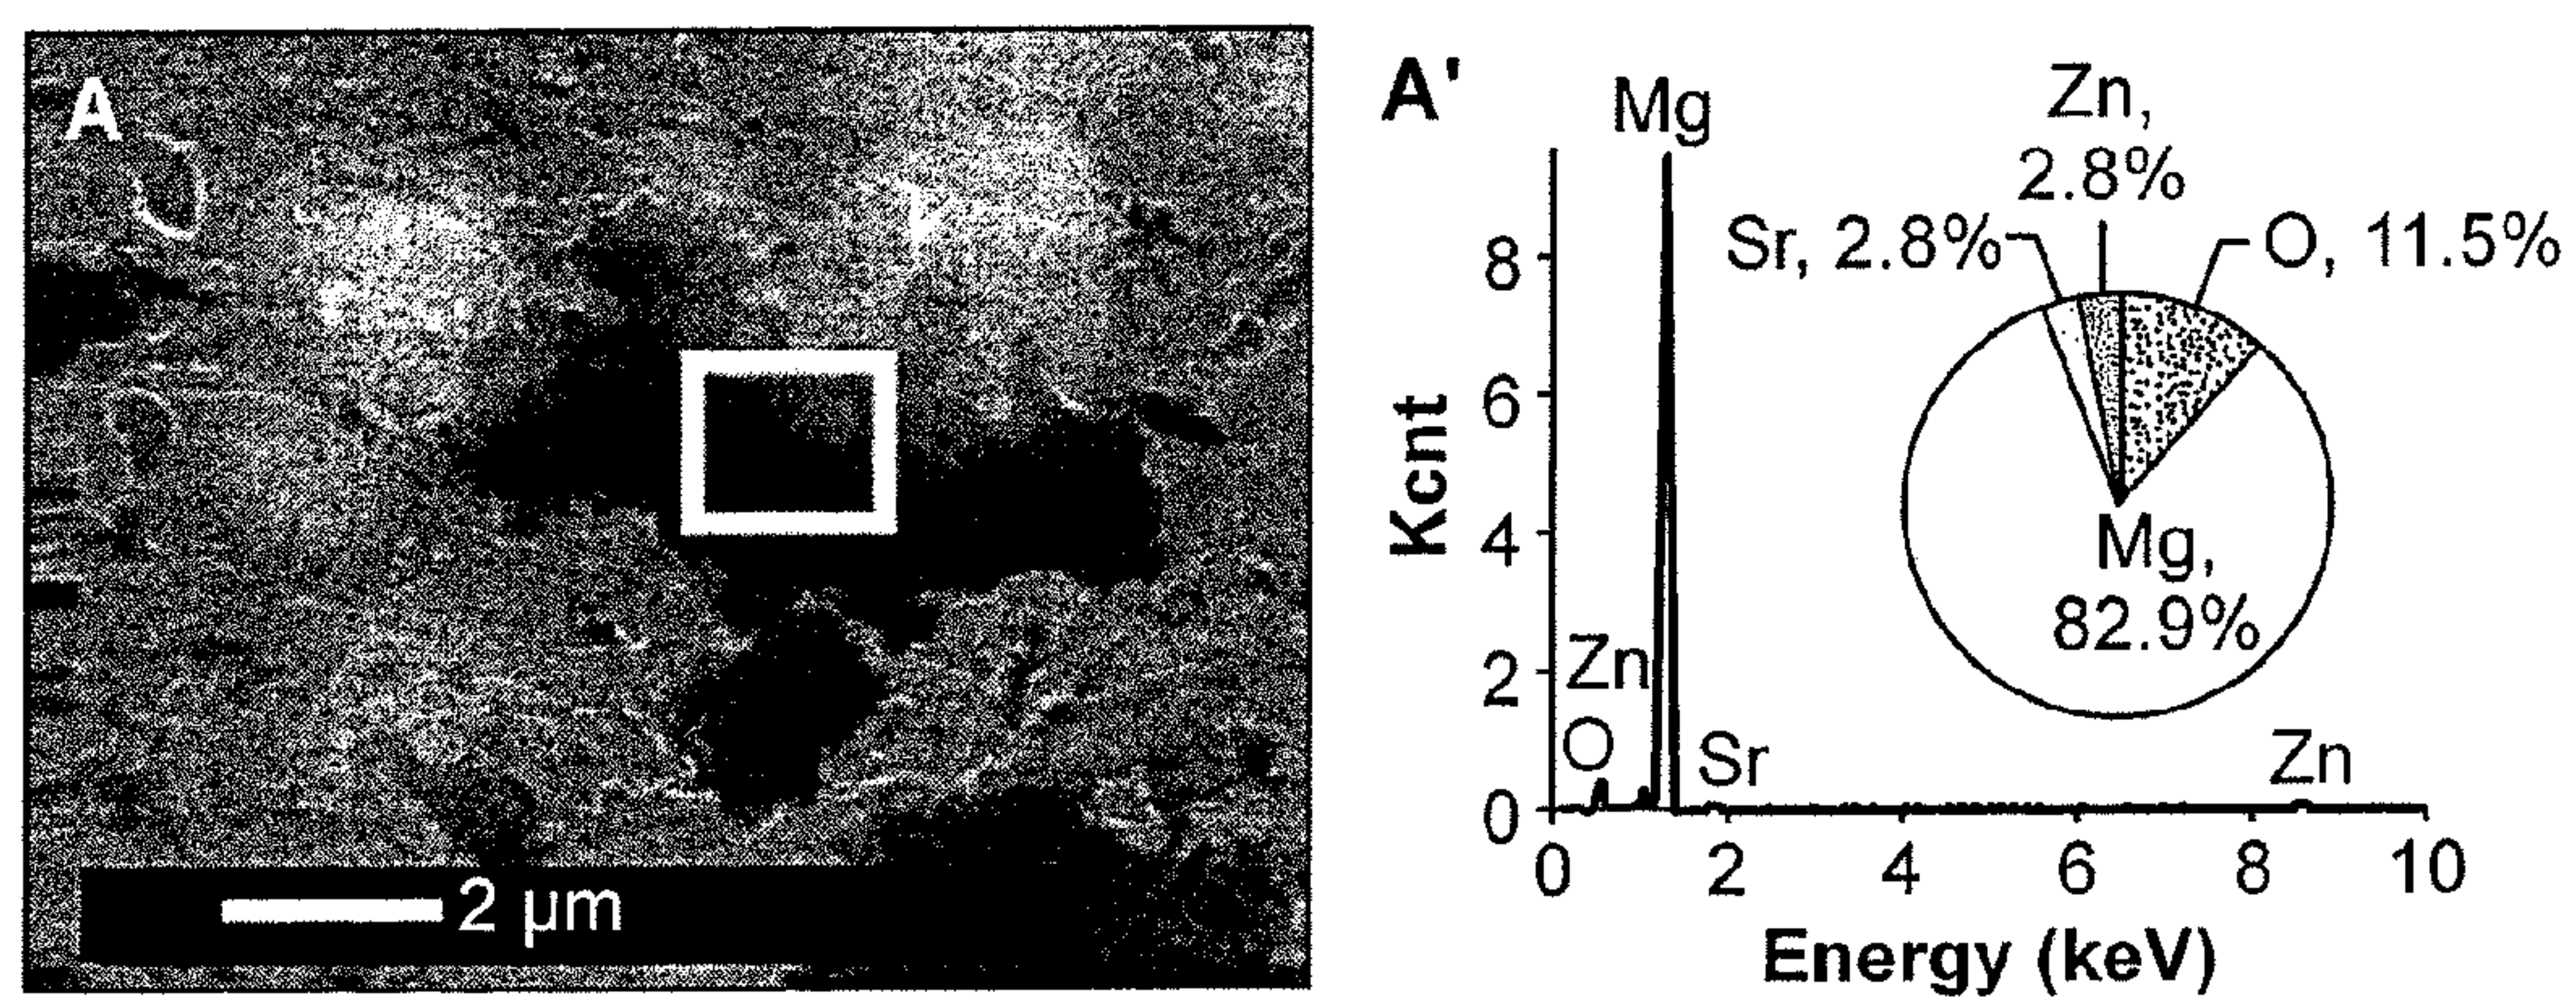 A
2 µm
A'
Mg
Zn,
2.8%
Sr, 2.8%
O, 11.5%
Mg,
82.9%
Kcnt
8
6
4
2
0
Zn
O
Sr
Zn
0 2 4 6 8 10
Energy (keV)